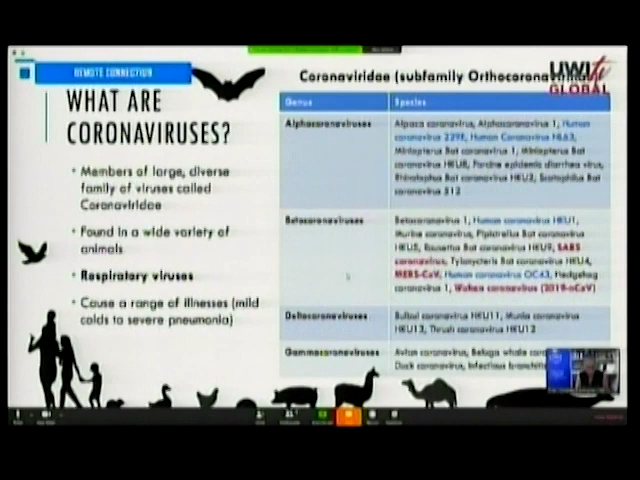 REMOTE CONNECTION
UWI tv
GLOBAL
WHAT ARE
CORONAVIRUSES?
• Members of large, diverse
family of viruses called
Coronaviridae
• Found in a wide variety of
animals
• Respiratory viruses
• Cause a range of illnesses (mild
colds to severe pneumonia)
Coronaviridae (subfamily Orthocoronavirinae
Genus Species
Alphacoronaviruses
Alpaca coronavirus, Alphacoronavirus 1, Human
coronavirus 229E, Human Coronavirus NL63,
Miniopterus Bat coronavirus 1, Miniopterus Bat
coronavirus HKU8, Porcine epidemic diarrhea virus,
Rhinolophus Bat coronavirus HKU2, Scotophilus Bat
coronavirus 512
Betacoronaviruses
Betacoronavirus 1, Human coronavirus HKU1,
Murine coronavirus, Pipistrellus Bat coronavirus
HKU5, Rousettus Bat coronavirus HKU9, SARS
coronavirus, Tylonycteris Bat coronavirus HKU4,
MERS-CoV, Human coronavirus OC43, Hedgehog
coronavirus 1, Wuhan coronavirus (2019-nCoV)
Deltacoronaviruses
Bulbul coronavirus HKU11, Munia coronavirus
HKU13, Thrush coronavirus HKU12
Gammacoronaviruses
Avian coronavirus, Beluga whale coro
Duck coronavirus, Infectious bronchitis